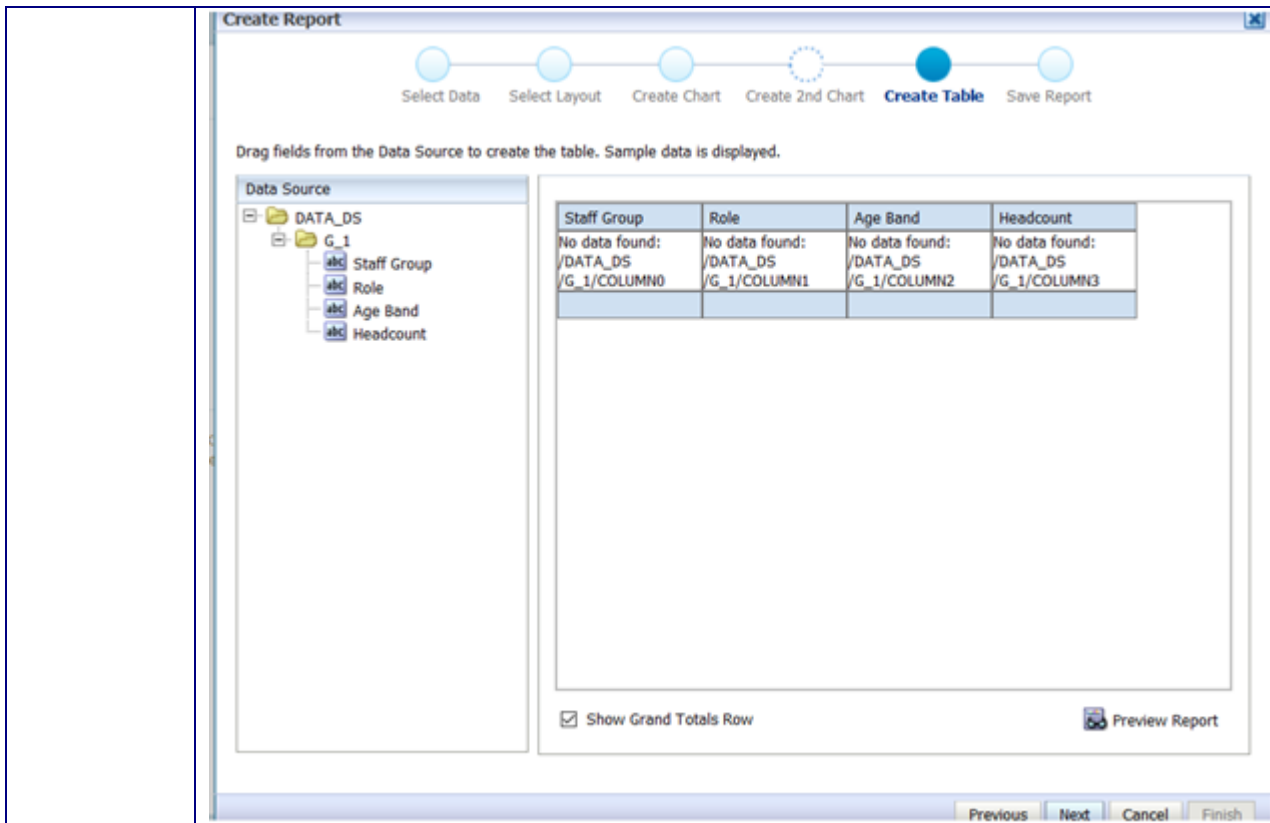 Create Report
Select Data Select Layout Create Chart Create 2nd Chart Create Table Save Report
Drag fields from the Data Source to create the table. Sample data is displayed.
Data Source
DATA_DS
G_1
abc Staff Group
abc Role
abc Age Band
abc Headcount
Staff Group Role Age Band Headcount
No data found: No data found: No data found: No data found:
/DATA_DS /DATA_DS /DATA_DS /DATA_DS
/G_1/COLUMN0 /G_1/COLUMN1 /G_1/COLUMN2 /G_1/COLUMN3
Show Grand Totals Row Preview Report
Previous Next Cancel Finish